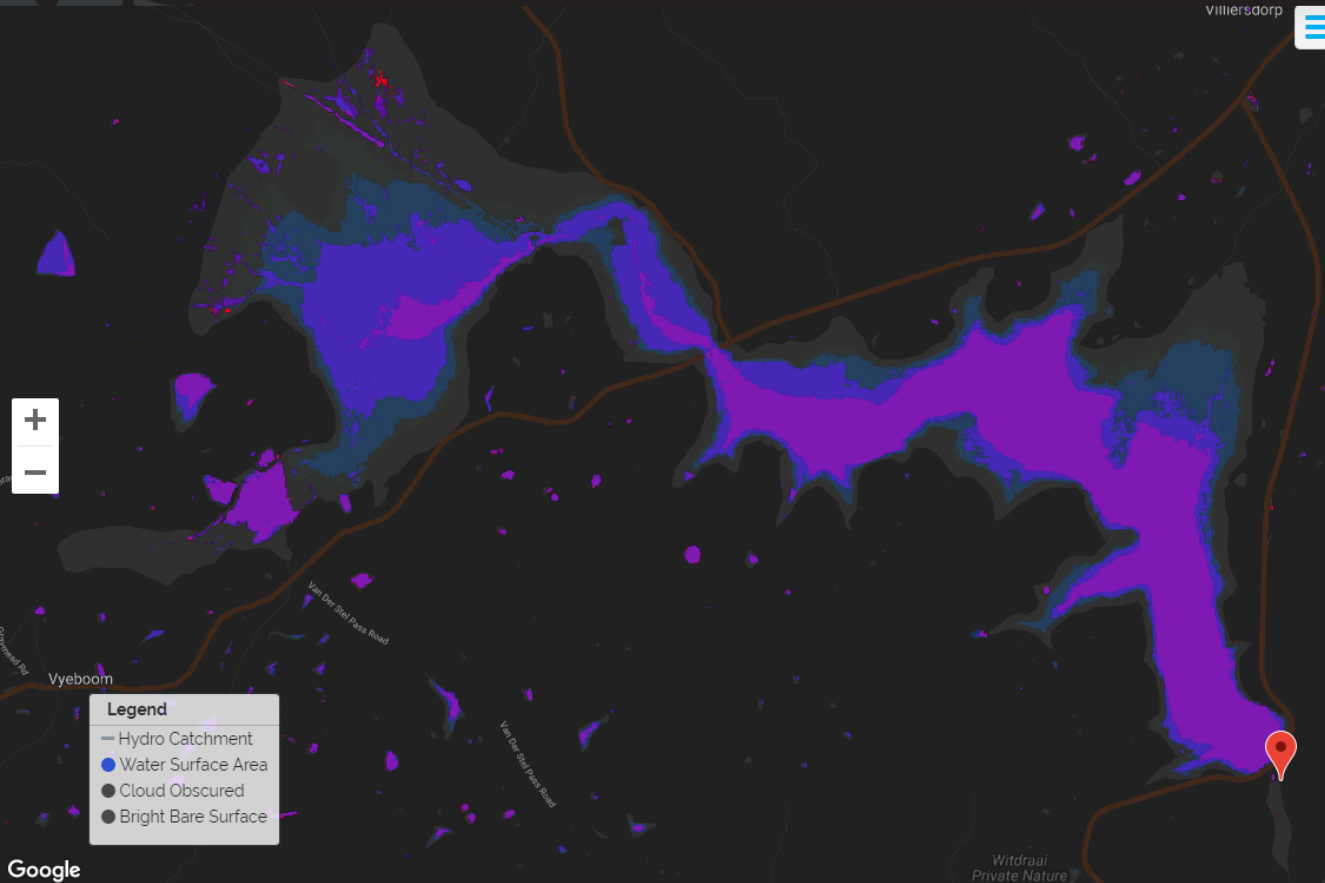 Villiersdorp
+
−
Van Der Stel Pass Road
Vyeboom
Legend
Hydro Catchment
Water Surface Area
Cloud Obscured
Bright Bare Surface
Van Der Stel Pass Road
Witdraai
Private Nature
Google